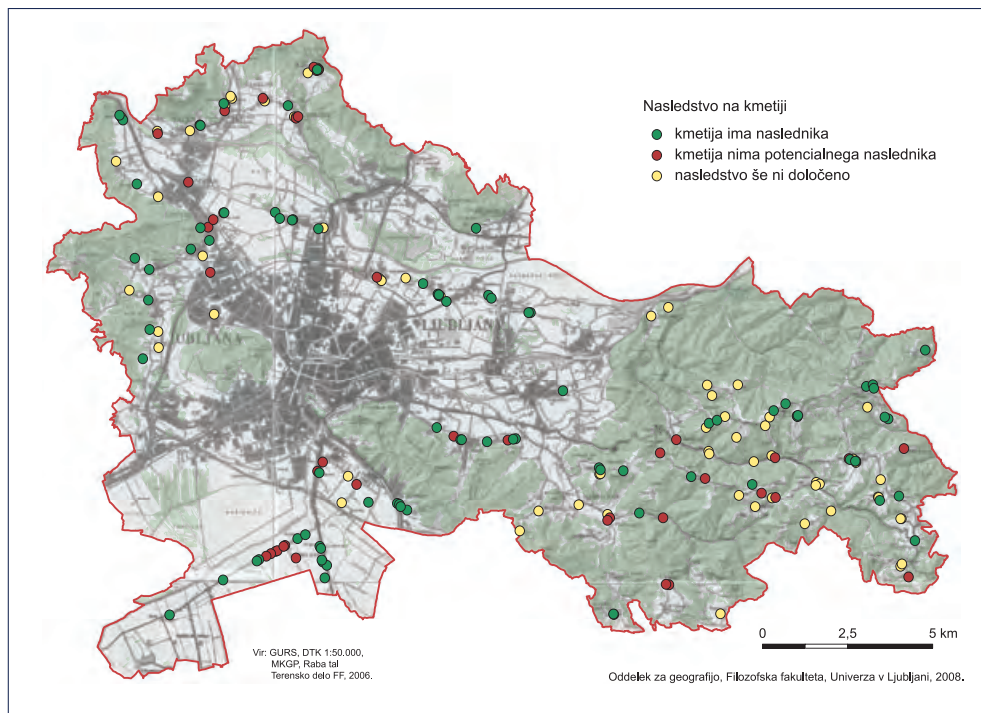 Nasledstvo na kmetiji
kmetija ima naslednika
kmetija nima potencialnega naslednika
nasledstvo še ni določeno
LJUBLJANA
LJUBLJANA
0 2,5 5 km
Vir: GURS, DTK 1:50.000,
MKGP, Raba tal
Terensko delo FF, 2006.
Oddelek za geografijo, Filozofska fakulteta, Univerza v Ljubljani, 2008.